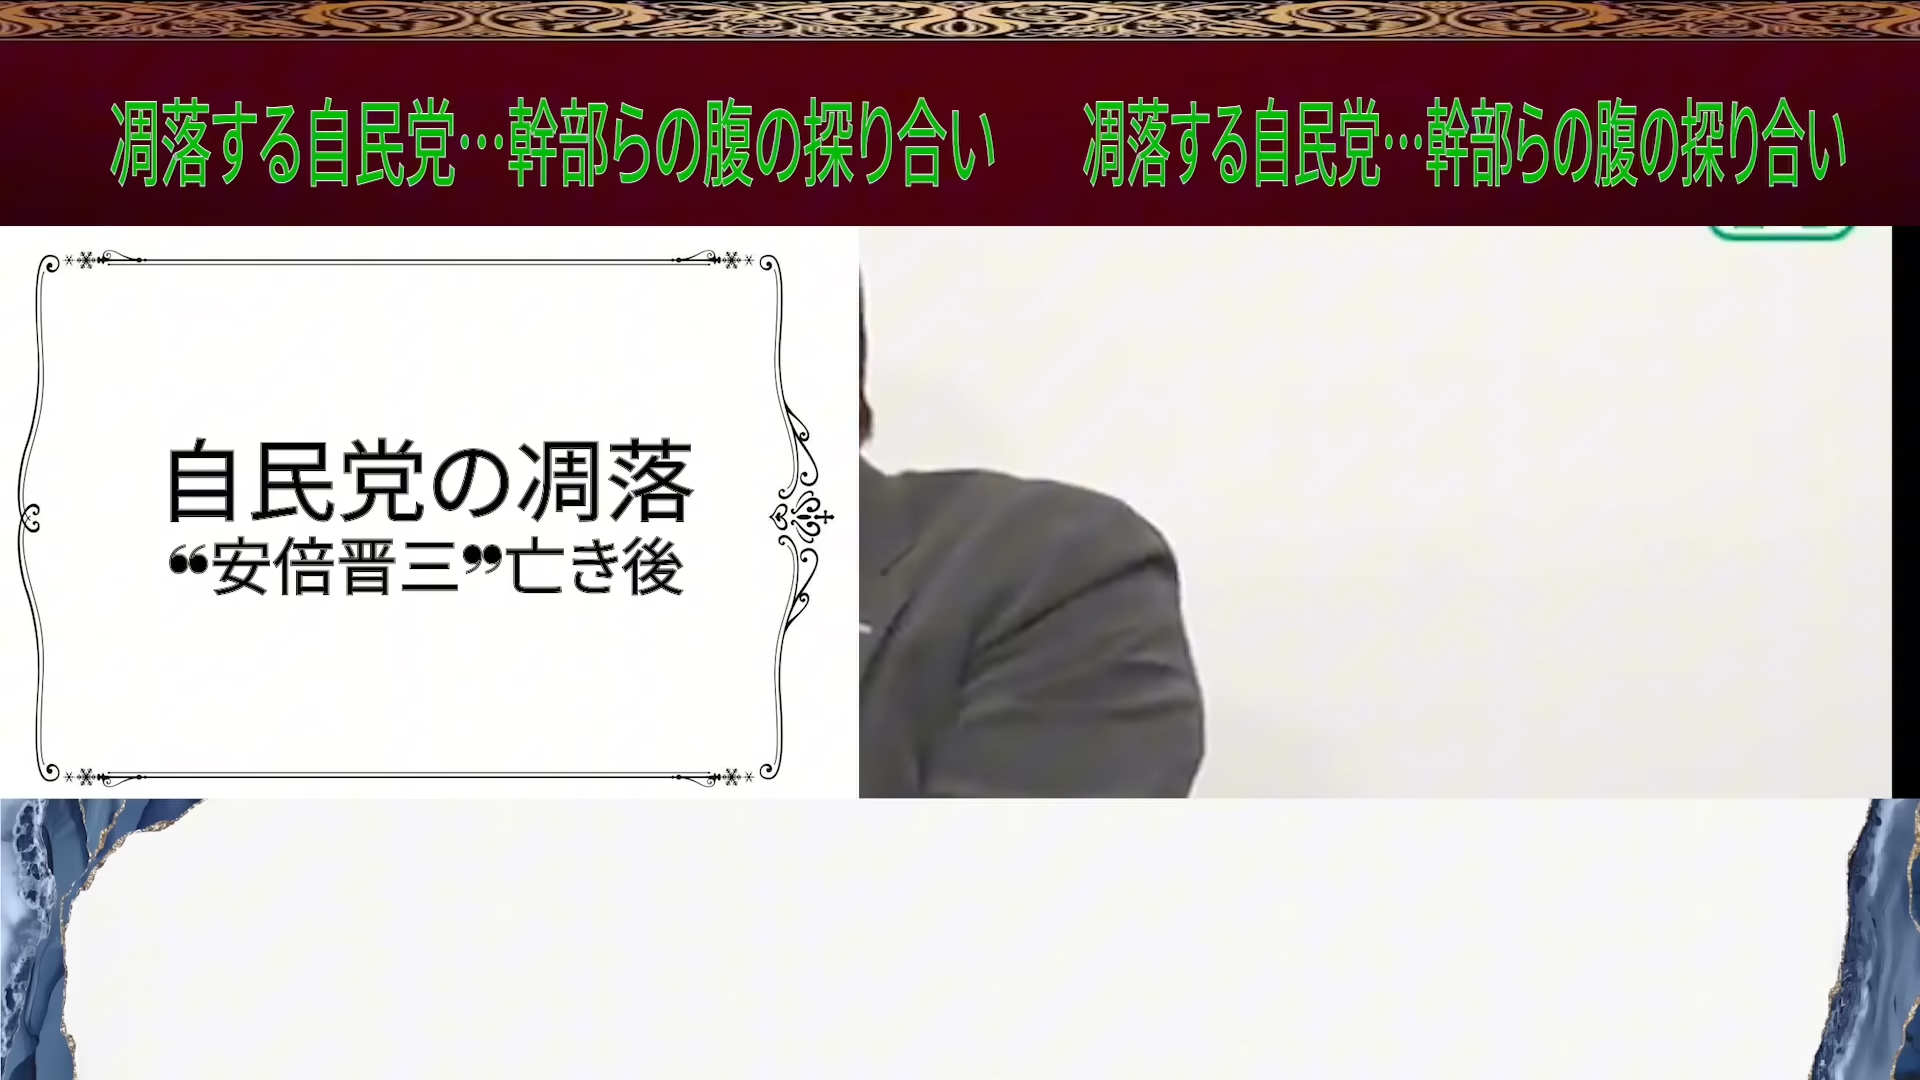 凋落する自民党…幹部らの腹の探り合い　凋落する自民党…幹部らの腹の探り合い
自民党の凋落
“安倍晋三”亡き後